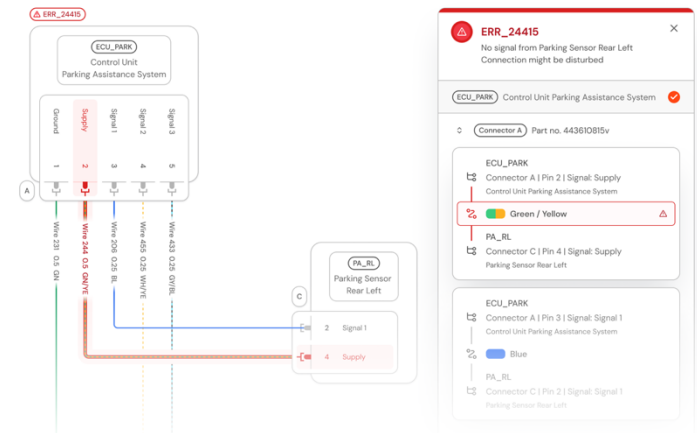 ERR_24415
ECU_PARK
Control Unit
Parking Assistance System
Ground
Supply
Signal 1
Signal 2
Signal 3
1
2
3
4
5
A
Wire 231 0.5 GN
Wire 244 0.5 GN/YE
Wire 206 0.25 BL
Wire 455 0.25 WH/YE
Wire 433 0.25 GY/BL
PA_RL
Parking Sensor
Rear Left
C
2 Signal 1
4 Supply
ERR_24415
No signal from Parking Sensor Rear Left
Connection might be disturbed
ECU_PARK Control Unit Parking Assistance System
Connector A Part no. 443610815v
ECU_PARK
Connector A | Pin 2 | Signal: Supply
Control Unit Parking Assistance System
Green / Yellow
PA_RL
Connector C | Pin 4 | Signal: Supply
Parking Sensor Rear Left
ECU_PARK
Connector A | Pin 3 | Signal: Signal 1
Control Unit Parking Assistance System
Blue
PA_RL
Connector C | Pin 2 | Signal: Signal 1
Parking Sensor Rear Left